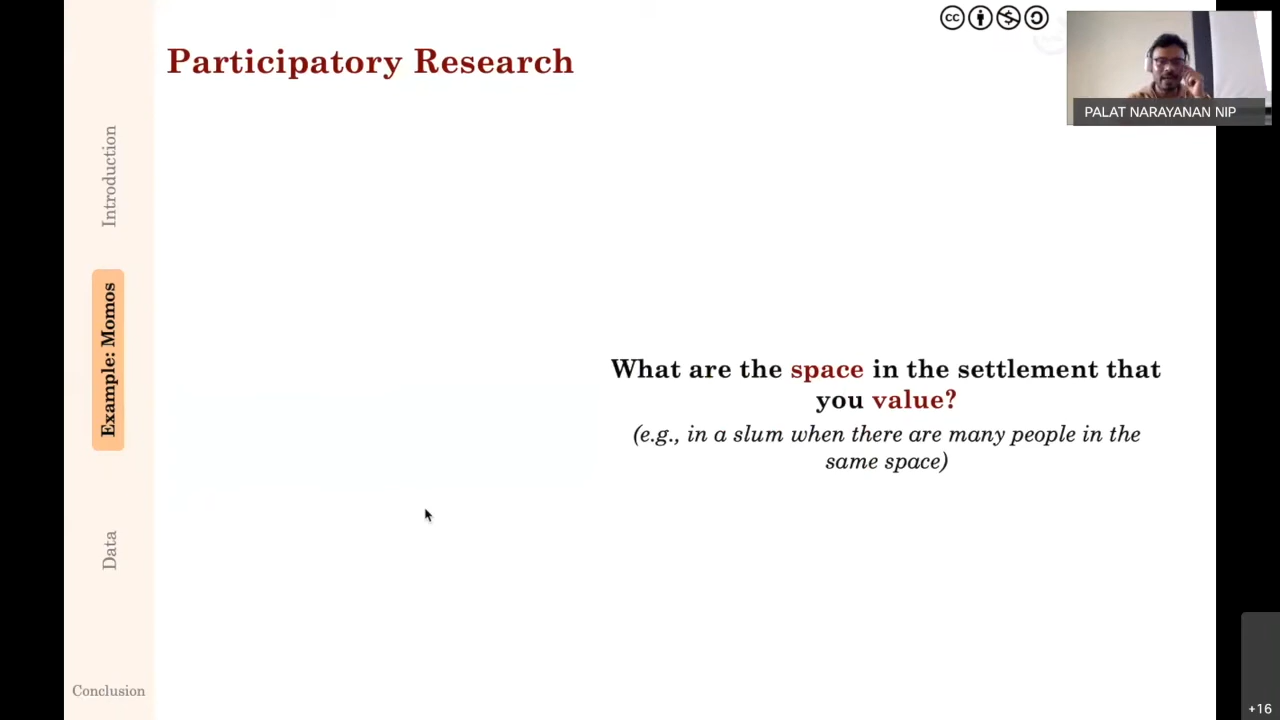 Participatory Research
PALAT NARAYANAN NIP
Introduction
Example: Momos
Data
Conclusion
What are the space in the settlement that
you value?
(e.g., in a slum when there are many people in the
same space)
+16